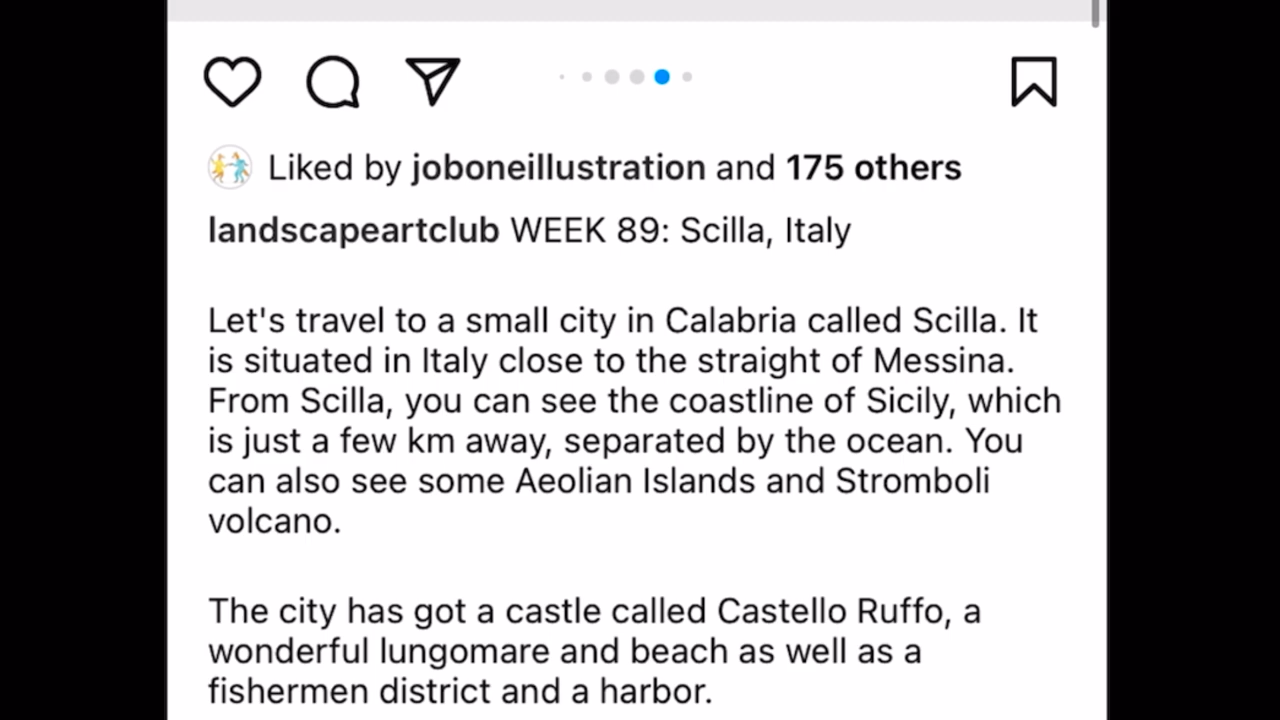 Liked by joboneillustration and 175 others
landscapeartclub WEEK 89: Scilla, Italy
Let's travel to a small city in Calabria called Scilla. It
is situated in Italy close to the straight of Messina.
From Scilla, you can see the coastline of Sicily, which
is just a few km away, separated by the ocean. You
can also see some Aeolian Islands and Stromboli
volcano.
The city has got a castle called Castello Ruffo, a
wonderful lungomare and beach as well as a
fishermen district and a harbor.